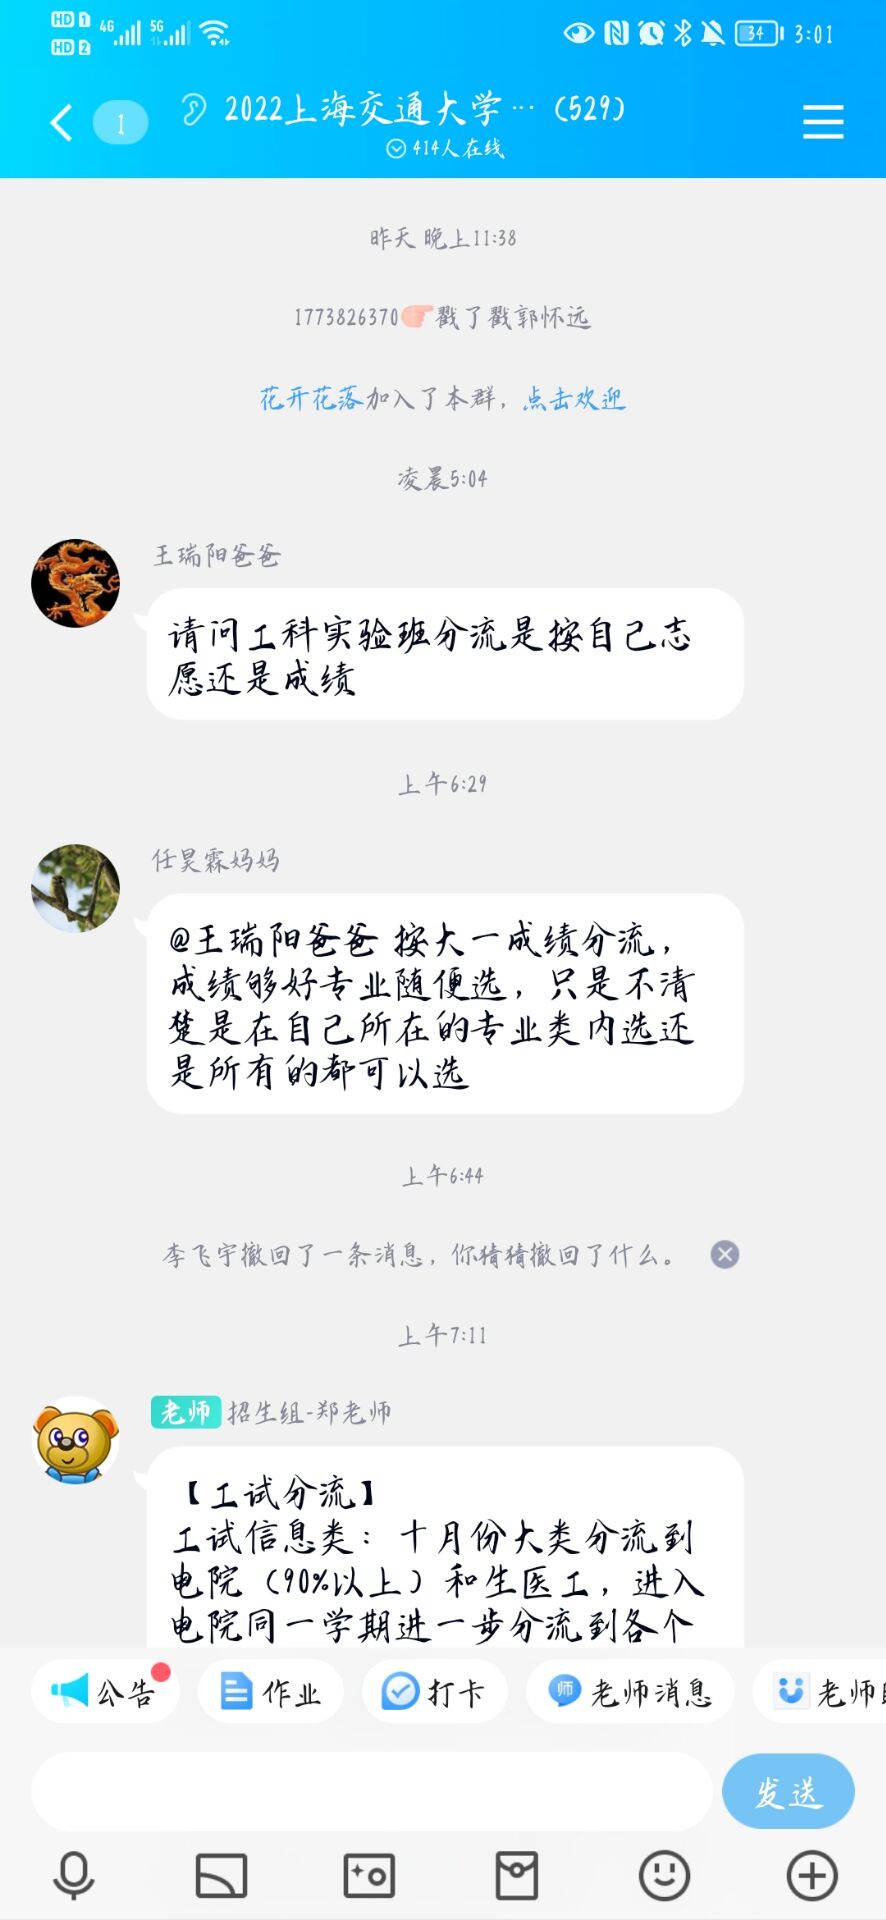 HD 1 4G 5G 34 3:01
HD 2
1 2022上海交通大学… (529)
414人在线
昨天 晚上11:38
1773826370戳了戳郭怀远
花开花落加入了本群，点击欢迎
凌晨5:04
王瑞阳爸爸
请问工科实验班分流是按自己志
愿还是成绩
上午6:29
任昊霖妈妈
@王瑞阳爸爸 按大一成绩分流，
成绩够好专业随便选，只是不清
楚是在自己所在的专业类内选还
是所有的都可以选
上午6:44
李飞宇撤回了一条消息，你猜猜撤回了什么。
上午7:11
老师 招生组-郑老师
【工试分流】
工试信息类：十月份大类分流到
电院（90%以上）和生医工，进入
电院同一学期进一步分流到各个
公告 作业 打卡 师 老师消息 老师
发送